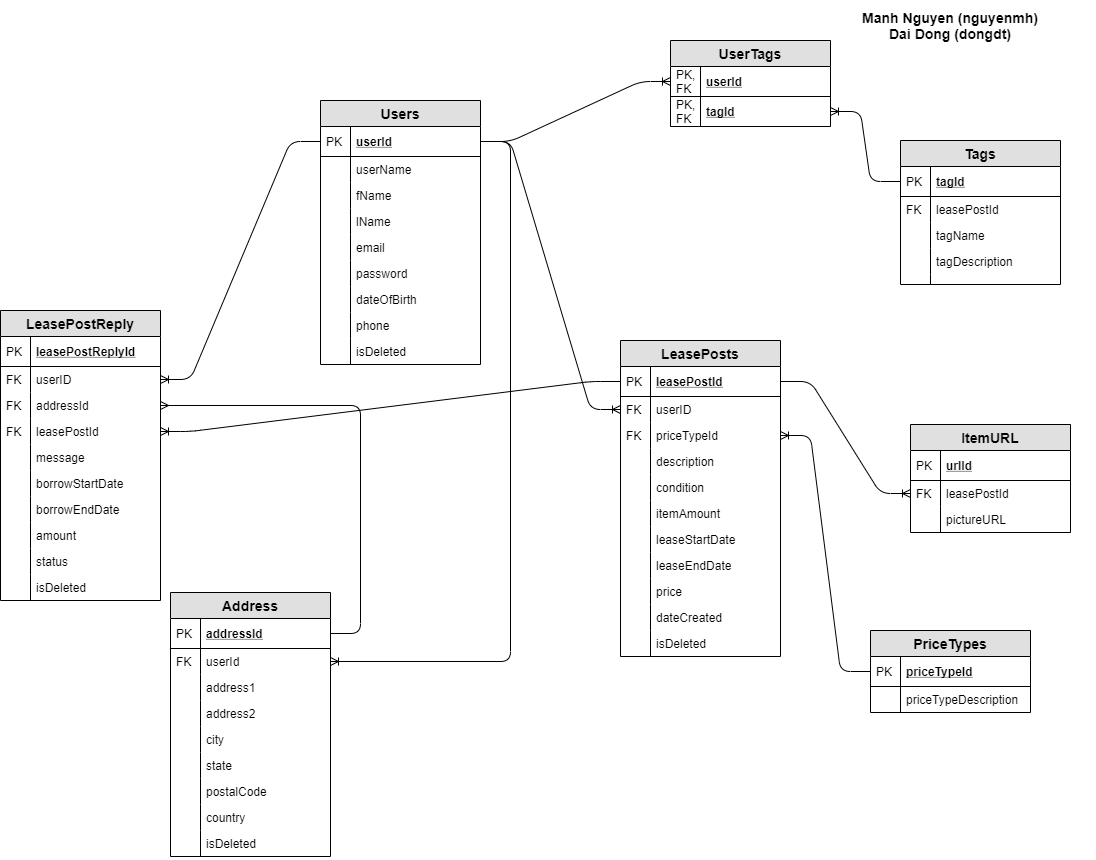 Manh Nguyen (nguyenmh)
Dai Dong (dongdt)
UserTags
PK, FK userId
PK, FK tagId
Users
PK userId
userName
fName
lName
email
password
dateOfBirth
phone
isDeleted
Tags
PK tagId
FK leasePostId
tagName
tagDescription
LeasePostReply
PK leasePostReplyId
FK userID
FK addressId
FK leasePostId
message
borrowStartDate
borrowEndDate
amount
status
isDeleted
LeasePosts
PK leasePostId
FK userID
FK priceTypeId
description
condition
itemAmount
leaseStartDate
leaseEndDate
price
dateCreated
isDeleted
ItemURL
PK urlId
FK leasePostId
pictureURL
Address
PK addressId
FK userId
address1
address2
city
state
postalCode
country
isDeleted
PriceTypes
PK priceTypeId
priceTypeDescription